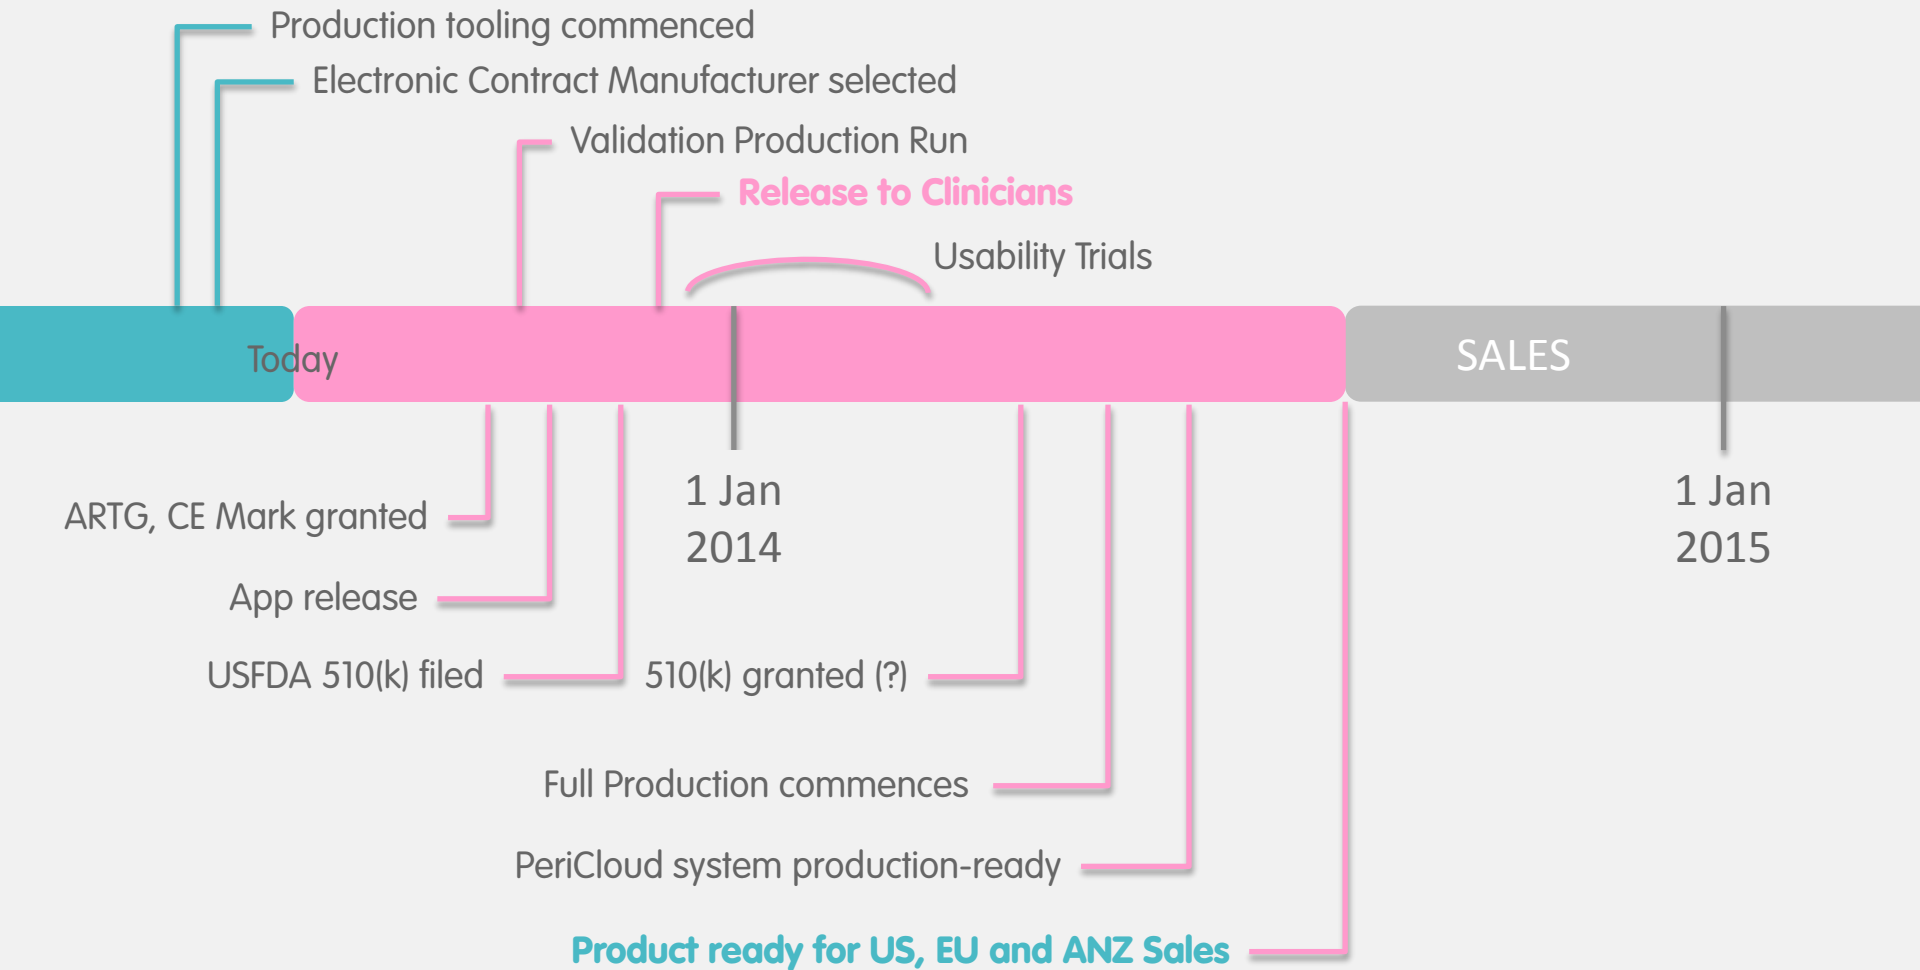 Production tooling commenced
Electronic Contract Manufacturer selected
Validation Production Run
Release to Clinicians
Usability Trials
Today
SALES
1 Jan
2014
1 Jan
2015
ARTG, CE Mark granted
App release
USFDA 510(k) filed
510(k) granted (?)
Full Production commences
PeriCloud system production-ready
Product ready for US, EU and ANZ Sales